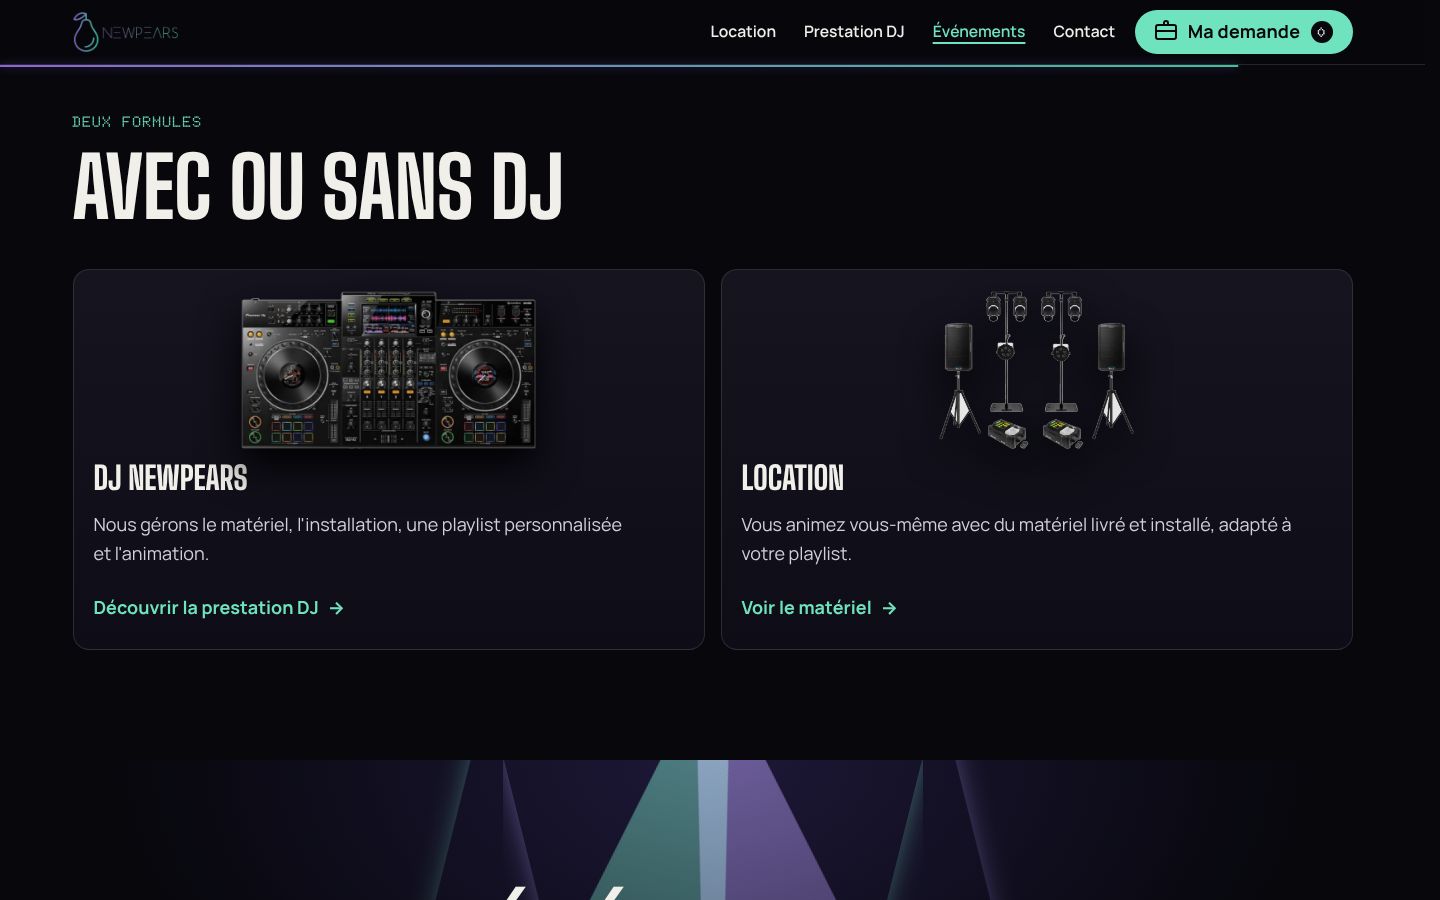 NEWPEARS
Location
Prestation DJ
Événements
Contact
Ma demande
0
DEUX FORMULES
AVEC OU SANS DJ
DJ NEWPEARS
Nous gérons le matériel, l'installation, une playlist personnalisée
et l'animation.
Découvrir la prestation DJ →
LOCATION
Vous animez vous-même avec du matériel livré et installé, adapté à
votre playlist.
Voir le matériel →